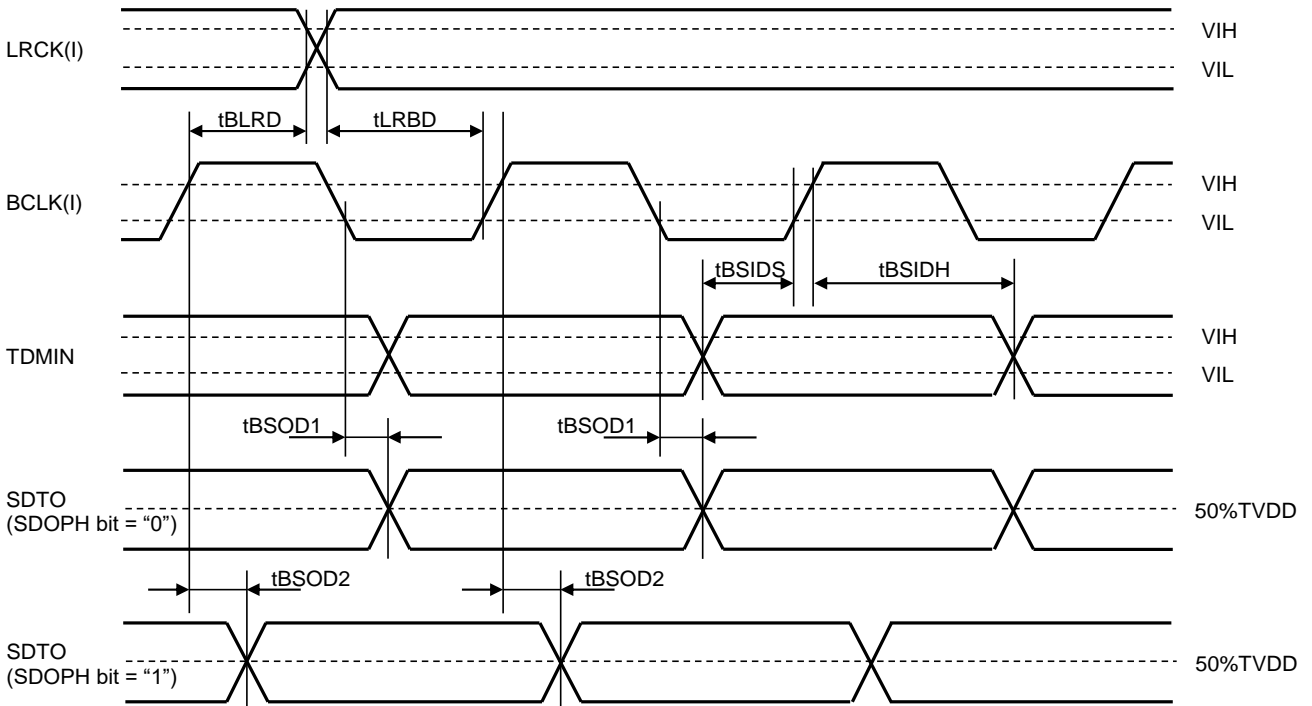 LRCK(I)
VIH
VIL
tBLRD
tLRBD
BCLK(I)
VIH
VIL
tBSIDS
tBSIDH
TDMIN
VIH
VIL
tBSOD1
tBSOD1
SDTO
(SDOPH bit = “0”)
50%TVDD
tBSOD2
tBSOD2
SDTO
(SDOPH bit = “1”)
50%TVDD